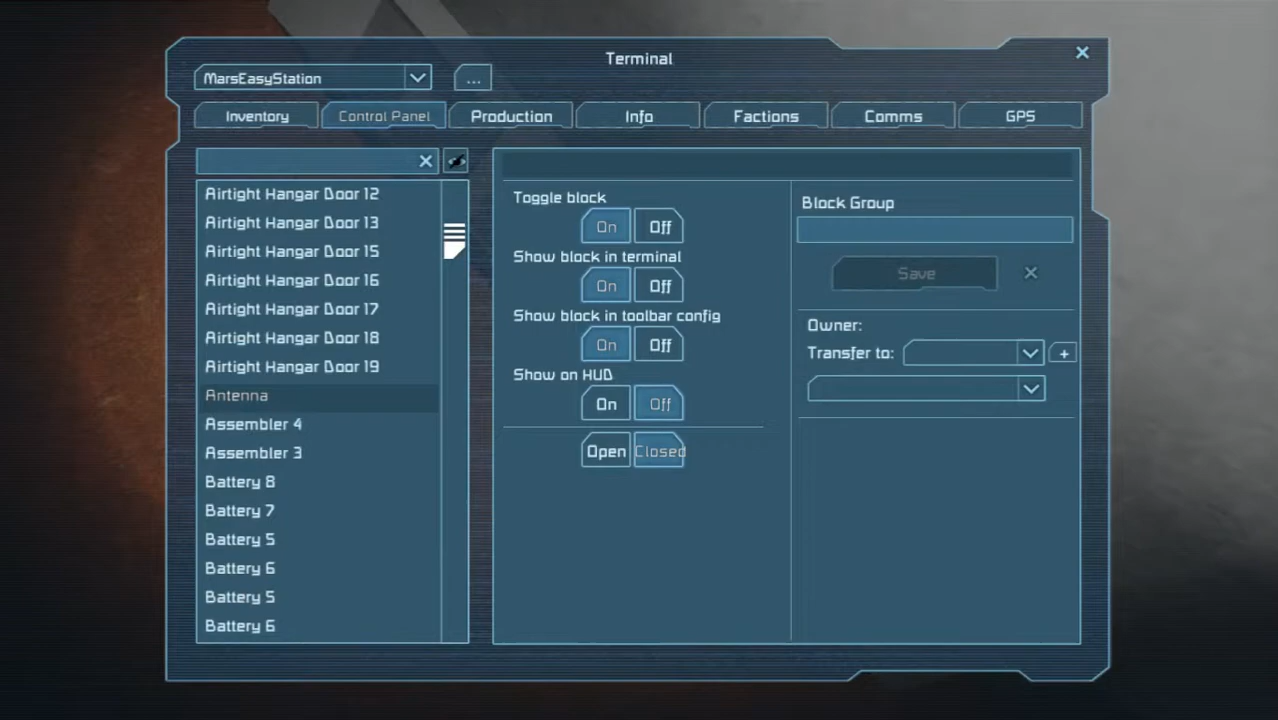 Terminal
MarsEasyStation
...
Inventory
Control Panel
Production
Info
Factions
Comms
GPS
Airtight Hangar Door 12
Airtight Hangar Door 13
Airtight Hangar Door 15
Airtight Hangar Door 16
Airtight Hangar Door 17
Airtight Hangar Door 18
Airtight Hangar Door 19
Antenna
Assembler 4
Assembler 3
Battery 8
Battery 7
Battery 5
Battery 6
Battery 5
Battery 6
Toggle block
On Off
Show block in terminal
On Off
Show block in toolbar config
On Off
Show on HUD
On Off
Open Closed
Block Group
Save
Owner:
Transfer to: